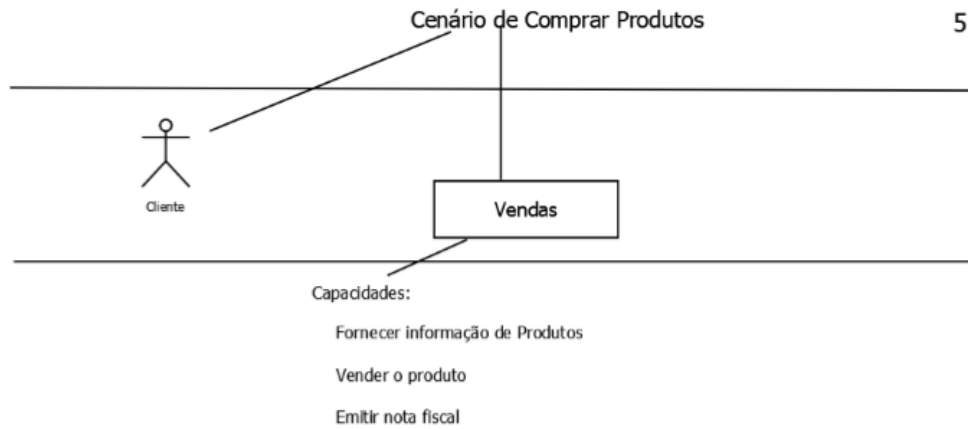 Cenário de Comprar Produtos
5
Cliente
Vendas
Capacidades:
Fornecer informação de Produtos
Vender o produto
Emitir nota fiscal